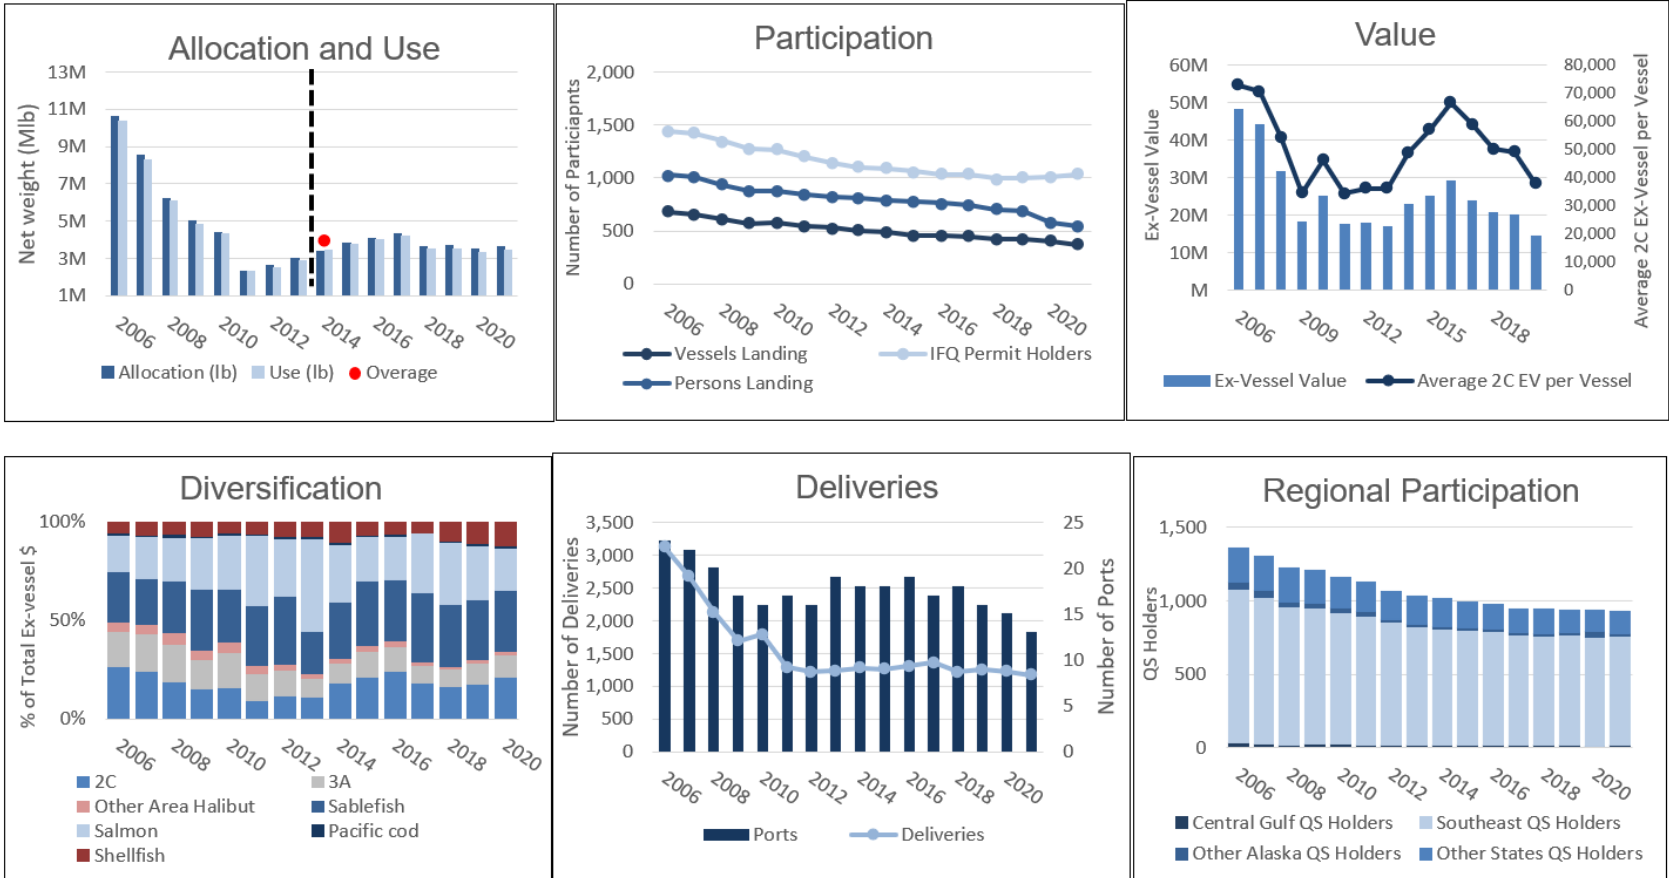 Allocation and Use
Net weight (Mlb)
13M
11M
9M
7M
5M
3M
1M
2006
2008
2010
2012
2014
2016
2018
2020
Allocation (lb)
Use (lb)
Overage
Participation
Number of Particiapnts
2,000
1,500
1,000
500
0
2006
2008
2010
2012
2014
2016
2018
2020
Vessels Landing
IFQ Permit Holders
Persons Landing
Value
Ex-Vessel Value
60M
50M
40M
30M
20M
10M
M
80,000
70,000
60,000
50,000
40,000
30,000
20,000
10,000
0
Average 2C EX-Vessel per Vessel
2006
2009
2012
2015
2018
Ex-Vessel Value
Average 2C EV per Vessel
Diversification
% of Total Ex-vessel $
100%
50%
0%
2006
2008
2010
2012
2014
2016
2018
2020
2C
3A
Other Area Halibut
Sablefish
Salmon
Pacific cod
Shellfish
Deliveries
Number of Deliveries
3,500
3,000
2,500
2,000
1,500
1,000
500
0
25
20
15
10
5
0
Number of Ports
2006
2008
2010
2012
2014
2016
2018
2020
Ports
Deliveries
Regional Participation
QS Holders
1,500
1,000
500
0
2006
2008
2010
2012
2014
2016
2018
2020
Central Gulf QS Holders
Southeast QS Holders
Other Alaska QS Holders
Other States QS Holders